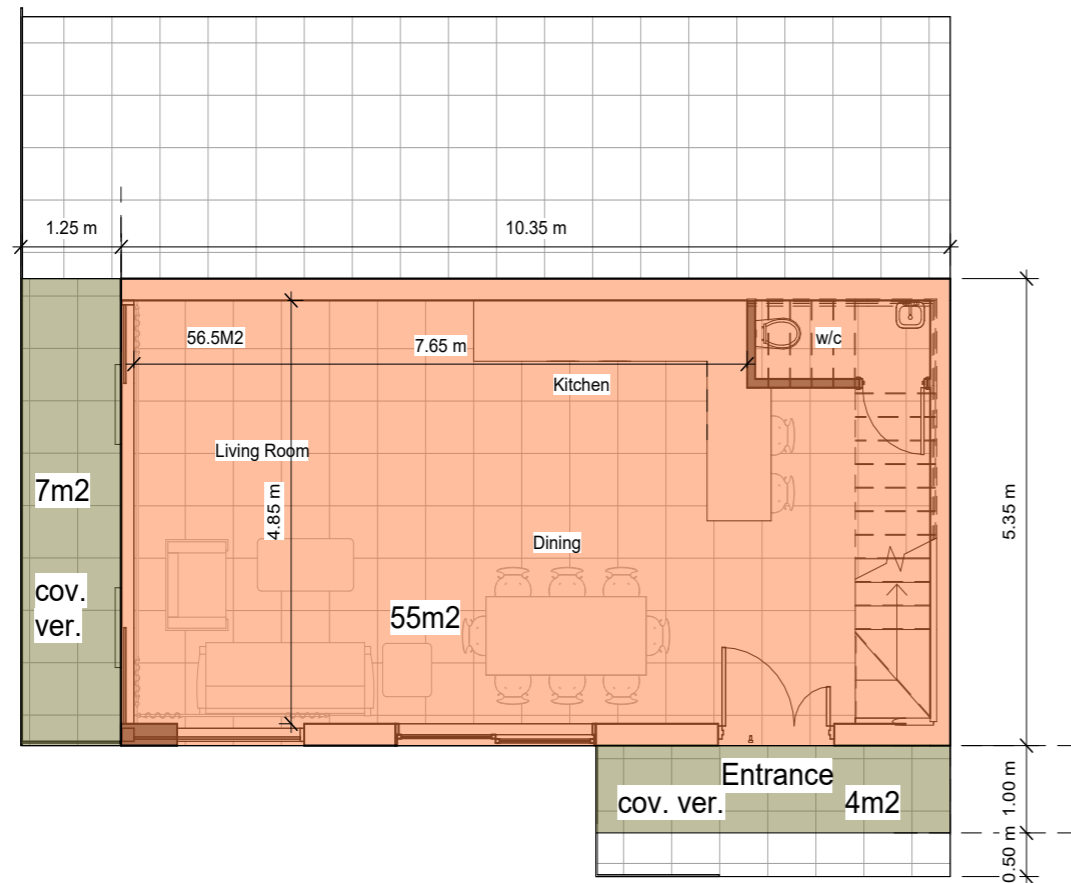 1.25 m
10.35 m
56.5M2
7.65 m
w/c
Kitchen
Living Room
7m2
4.85 m
5.35 m
Dining
cov.
ver.
55m2
Entrance
cov. ver.
4m2
1.00 m
0.50 m